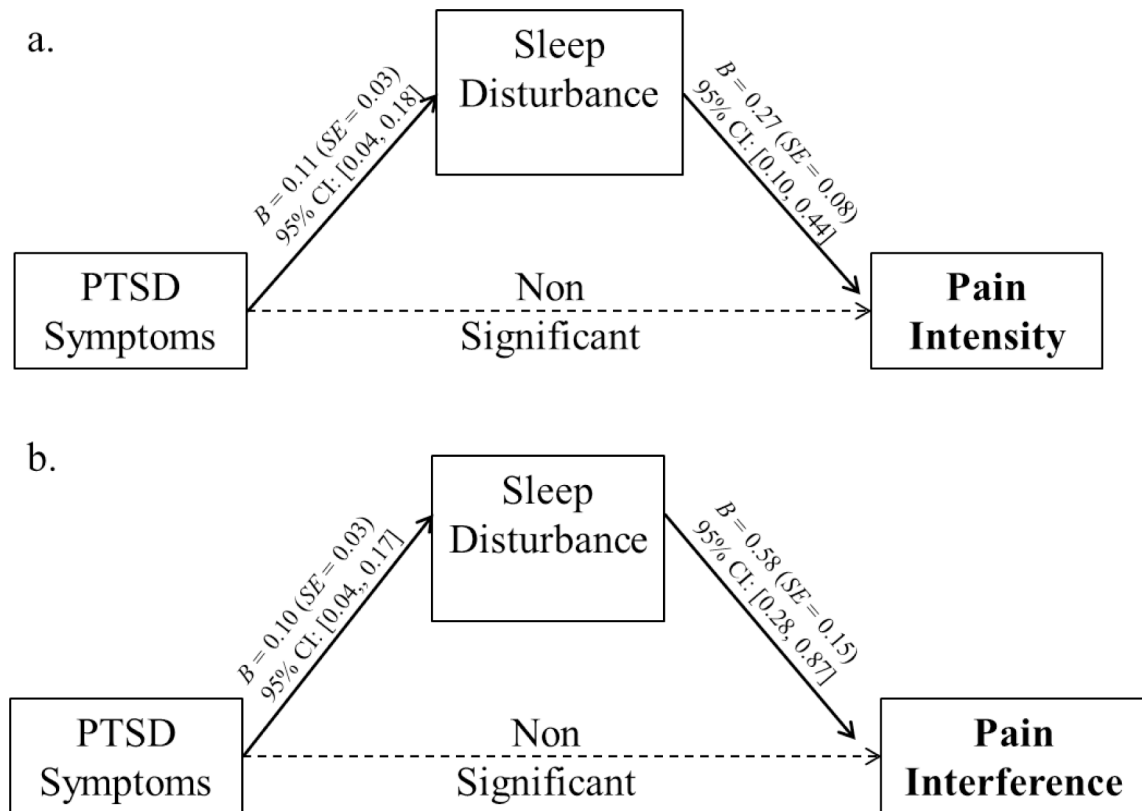 a.
Sleep
Disturbance
B = 0.11 (SE = 0.03)
95% CI: [0.04, 0.18]
B = 0.27 (SE = 0.08)
95% CI: [0.10, 0.44]
PTSD
Symptoms
Non
Significant
Pain
Intensity
b.
Sleep
Disturbance
B = 0.10 (SE = 0.03)
95% CI: [0.04,, 0.17]
B = 0.58 (SE = 0.15)
95% CI: [0.28, 0.87]
PTSD
Symptoms
Non
Significant
Pain
Interference